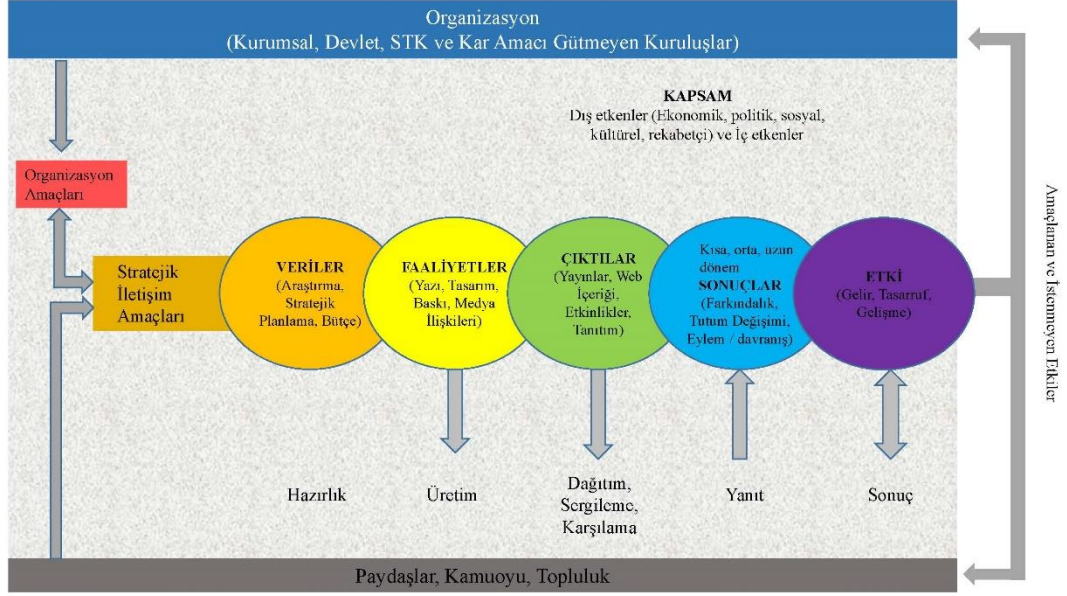 Organizasyon
(Kurumsal, Devlet, STK ve Kar Amacı Gütmeyen Kuruluşlar)
KAPSAM
Dış etkenler (Ekonomik, politik, sosyal,
kültürel, rekabetçi) ve İç etkenler
Organizasyon
Amaçları
Stratejik
İletişim
Amaçları
VERİLER
(Araştırma,
Stratejik
Planlama, Bütçe)
FAALİYETLER
(Yazı, Tasarım,
Baskı, Medya
İlişkileri)
ÇIKTILAR
(Yayınlar, Web
İçeriği,
Etkinlikler,
Tanıtım)
Kısa, orta, uzun
dönem
SONUÇLAR
(Farkındalık,
Tutum Değişimi,
Eylem / davranış)
ETKİ
(Gelir, Tasarruf,
Gelişme)
Hazırlık
Üretim
Dağıtım,
Sergileme,
Karşılama
Yanıt
Sonuç
Paydaşlar, Kamuoyu, Topluluk
Amaçlanan ve İstenmeyen Etkiler